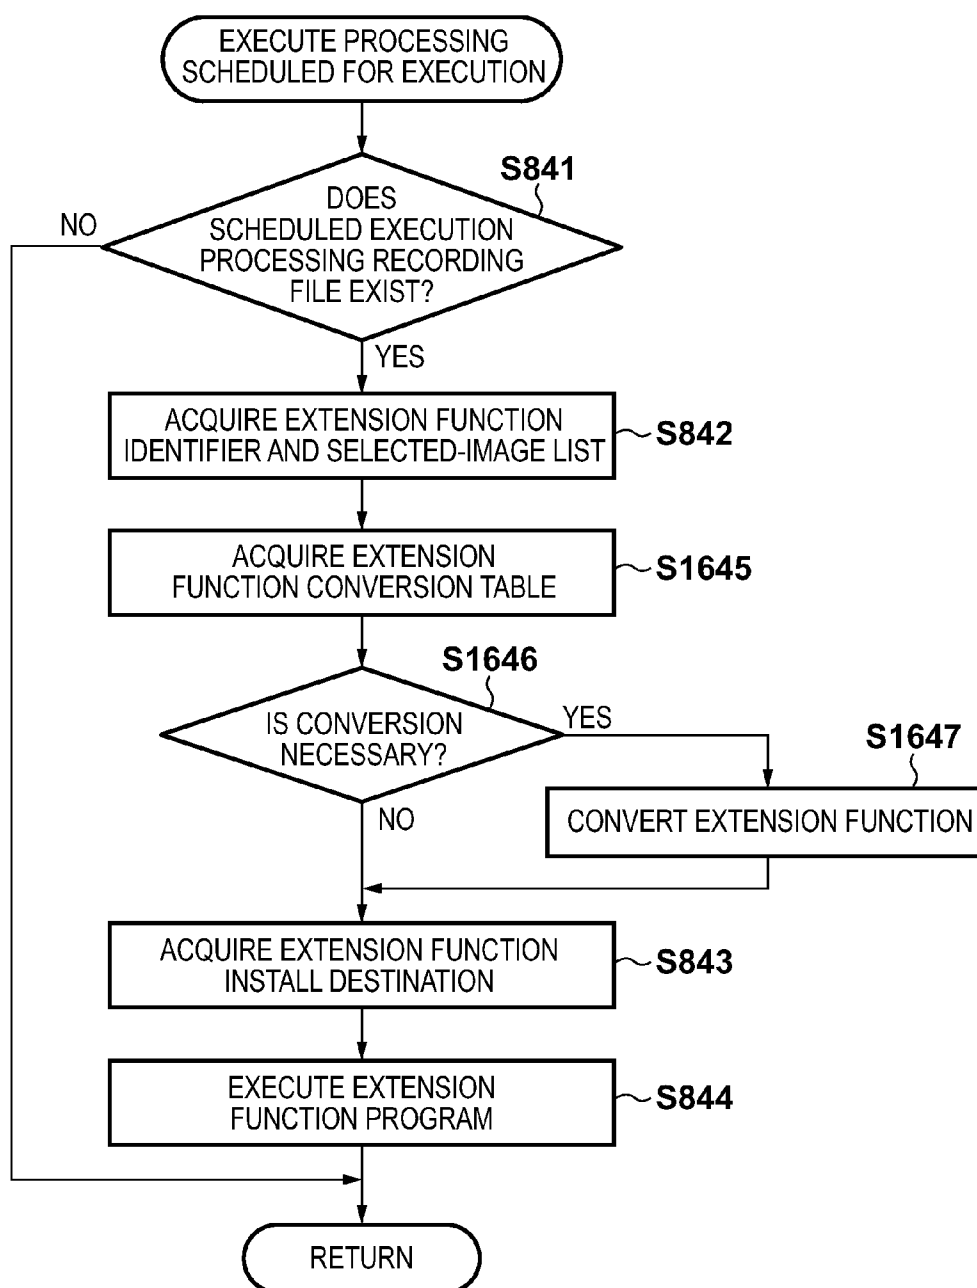 EXECUTE PROCESSING
SCHEDULED FOR EXECUTION
S841
NO
DOES
SCHEDULED EXECUTION
PROCESSING RECORDING
FILE EXIST?
YES
ACQUIRE EXTENSION FUNCTION
IDENTIFIER AND SELECTED-IMAGE LIST
S842
ACQUIRE EXTENSION
FUNCTION CONVERSION TABLE
S1645
S1646
IS CONVERSION
NECESSARY?
YES
S1647
NO
CONVERT EXTENSION FUNCTION
ACQUIRE EXTENSION FUNCTION
INSTALL DESTINATION
S843
EXECUTE EXTENSION
FUNCTION PROGRAM
S844
RETURN